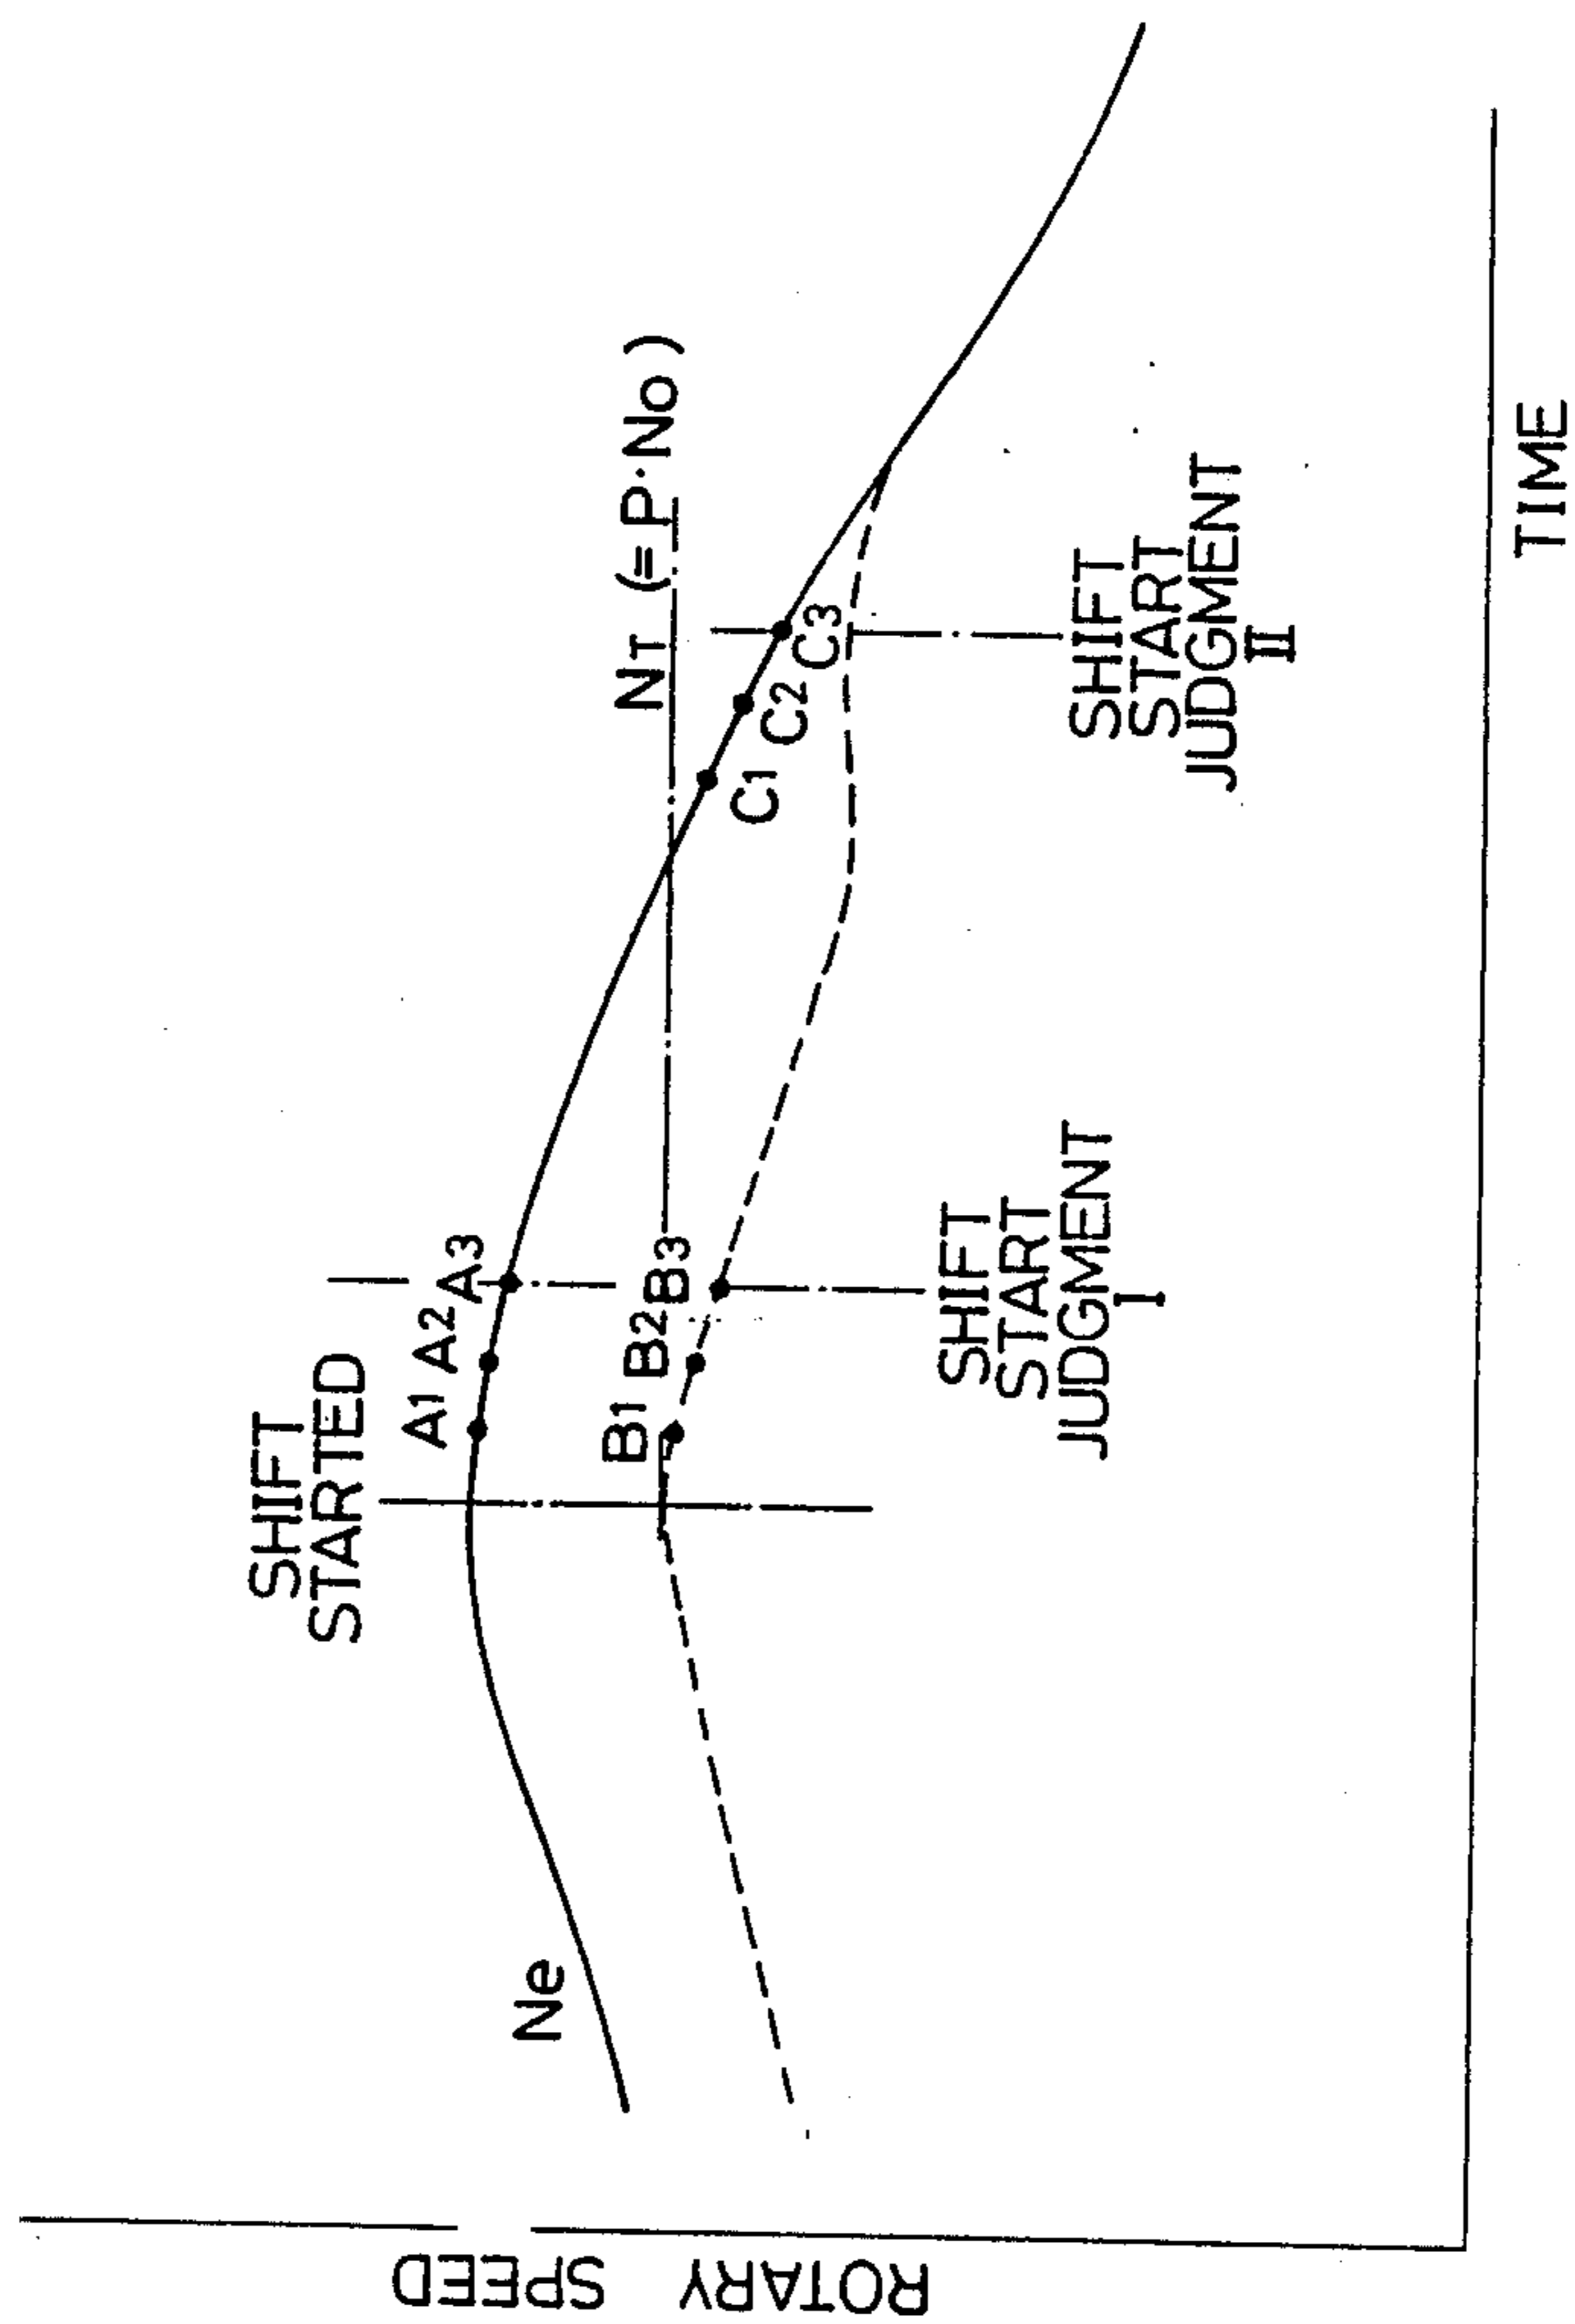 SHIFT
STARTED
A1
A2
A3
Ne
B1
B2
B3
NT (=P·No)
C1
C2
C3
SHIFT
START
JUDGMENT
I
SHIFT
START
JUDGMENT
II
ROTARY SPEED
TIME